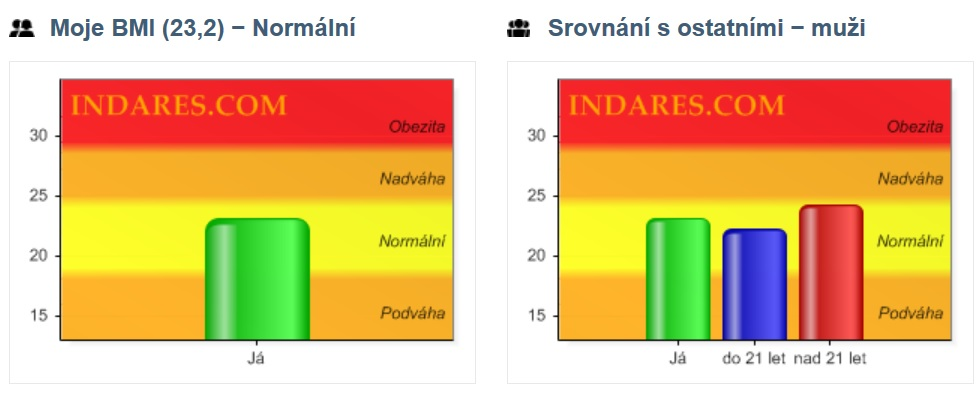 Moje BMI (23,2) − Normální
INDARES.COM
Obezita
30
Nadváha
25
Normální
20
Podváha
15
Já
Srovnání s ostatními − muži
INDARES.COM
Obezita
30
Nadváha
25
Normální
20
Podváha
15
Já do 21 let nad 21 let